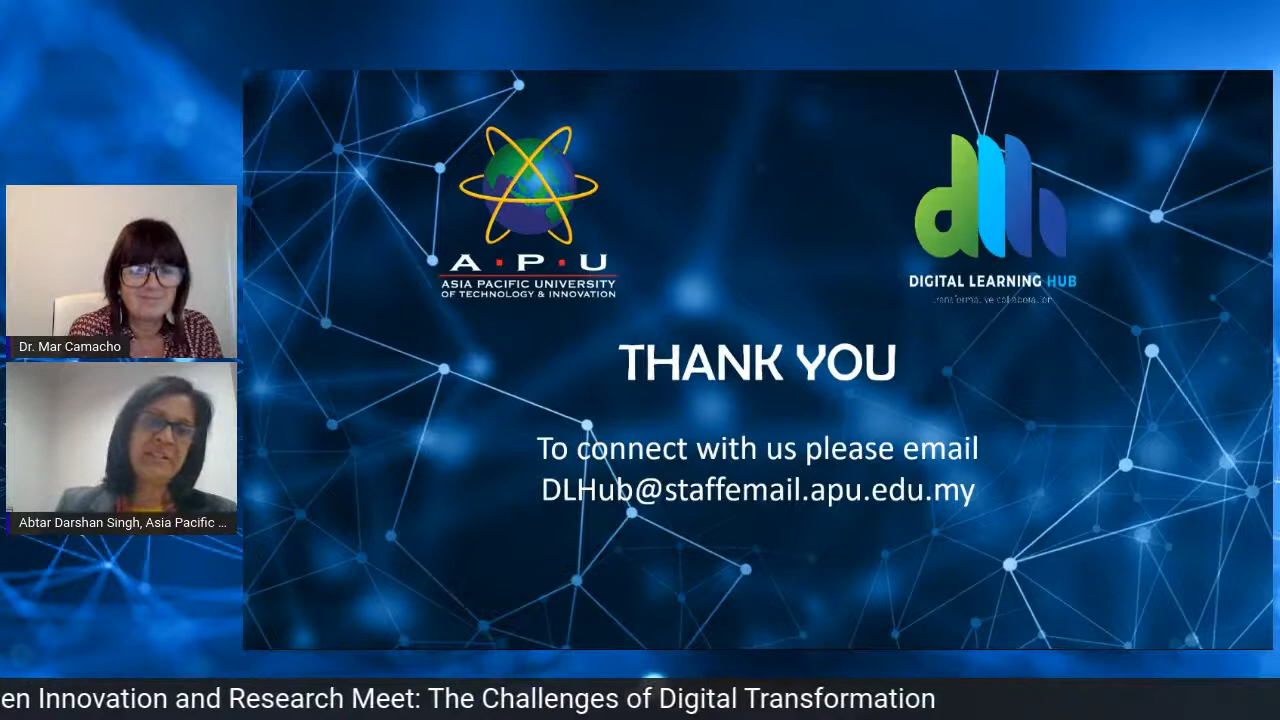 A·P·U
ASIA PACIFIC UNIVERSITY
OF TECHNOLOGY & INNOVATION
DIGITAL LEARNING HUB
THANK YOU
To connect with us please email
DLHub@staffemail.apu.edu.my
Dr. Mar Camacho
Abtar Darshan Singh, Asia Pacific ...
en Innovation and Research Meet: The Challenges of Digital Transformation